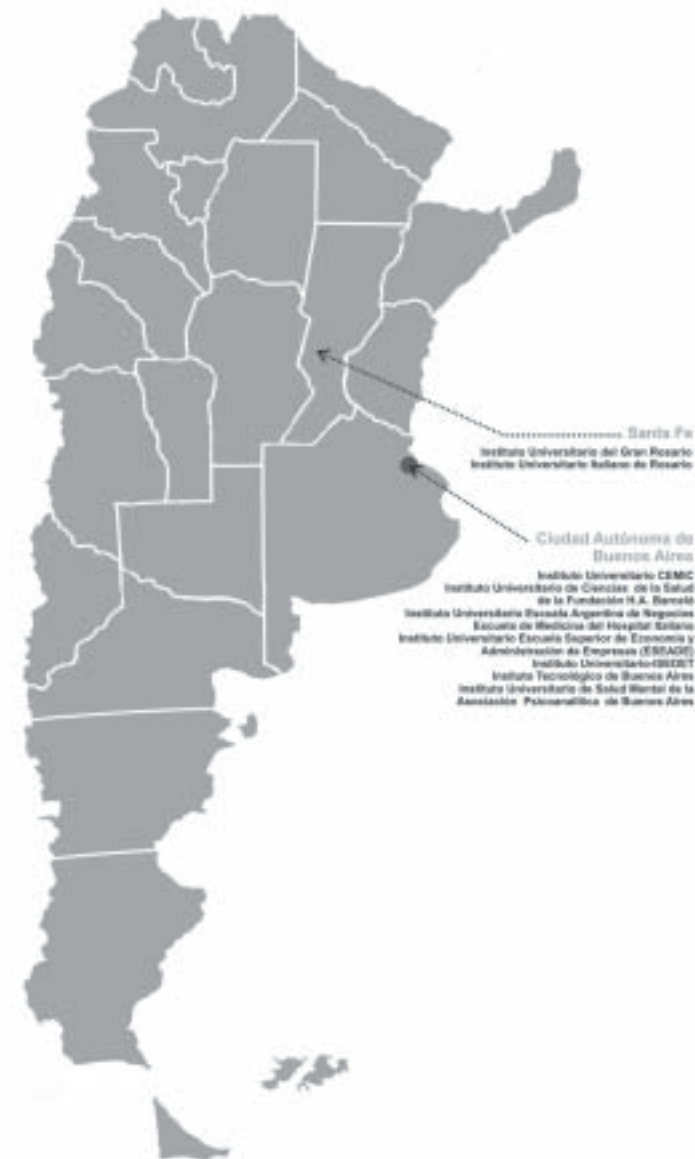 Santa Fe
Instituto Universitario del Gran Rosario
Instituto Universitario Italiano de Rosario
Ciudad Autónoma de
Buenos Aires
Instituto Universitario CEMIC
Instituto Universitario de Ciencias de la Salud
de la Fundación H.A. Barceló
Instituto Universitario Escuela Argentina de Negocios
Escuela de Medicina del Hospital Italiano
Instituto Universitario Escuela Superior de Economía y
Administración de Empresas (ESEADE)
Instituto Universitario-ISEDET
Instituto Tecnológico de Buenos Aires
Instituto Universitario de Salud Mental de la
Asociación Psicoanalítica de Buenos Aires